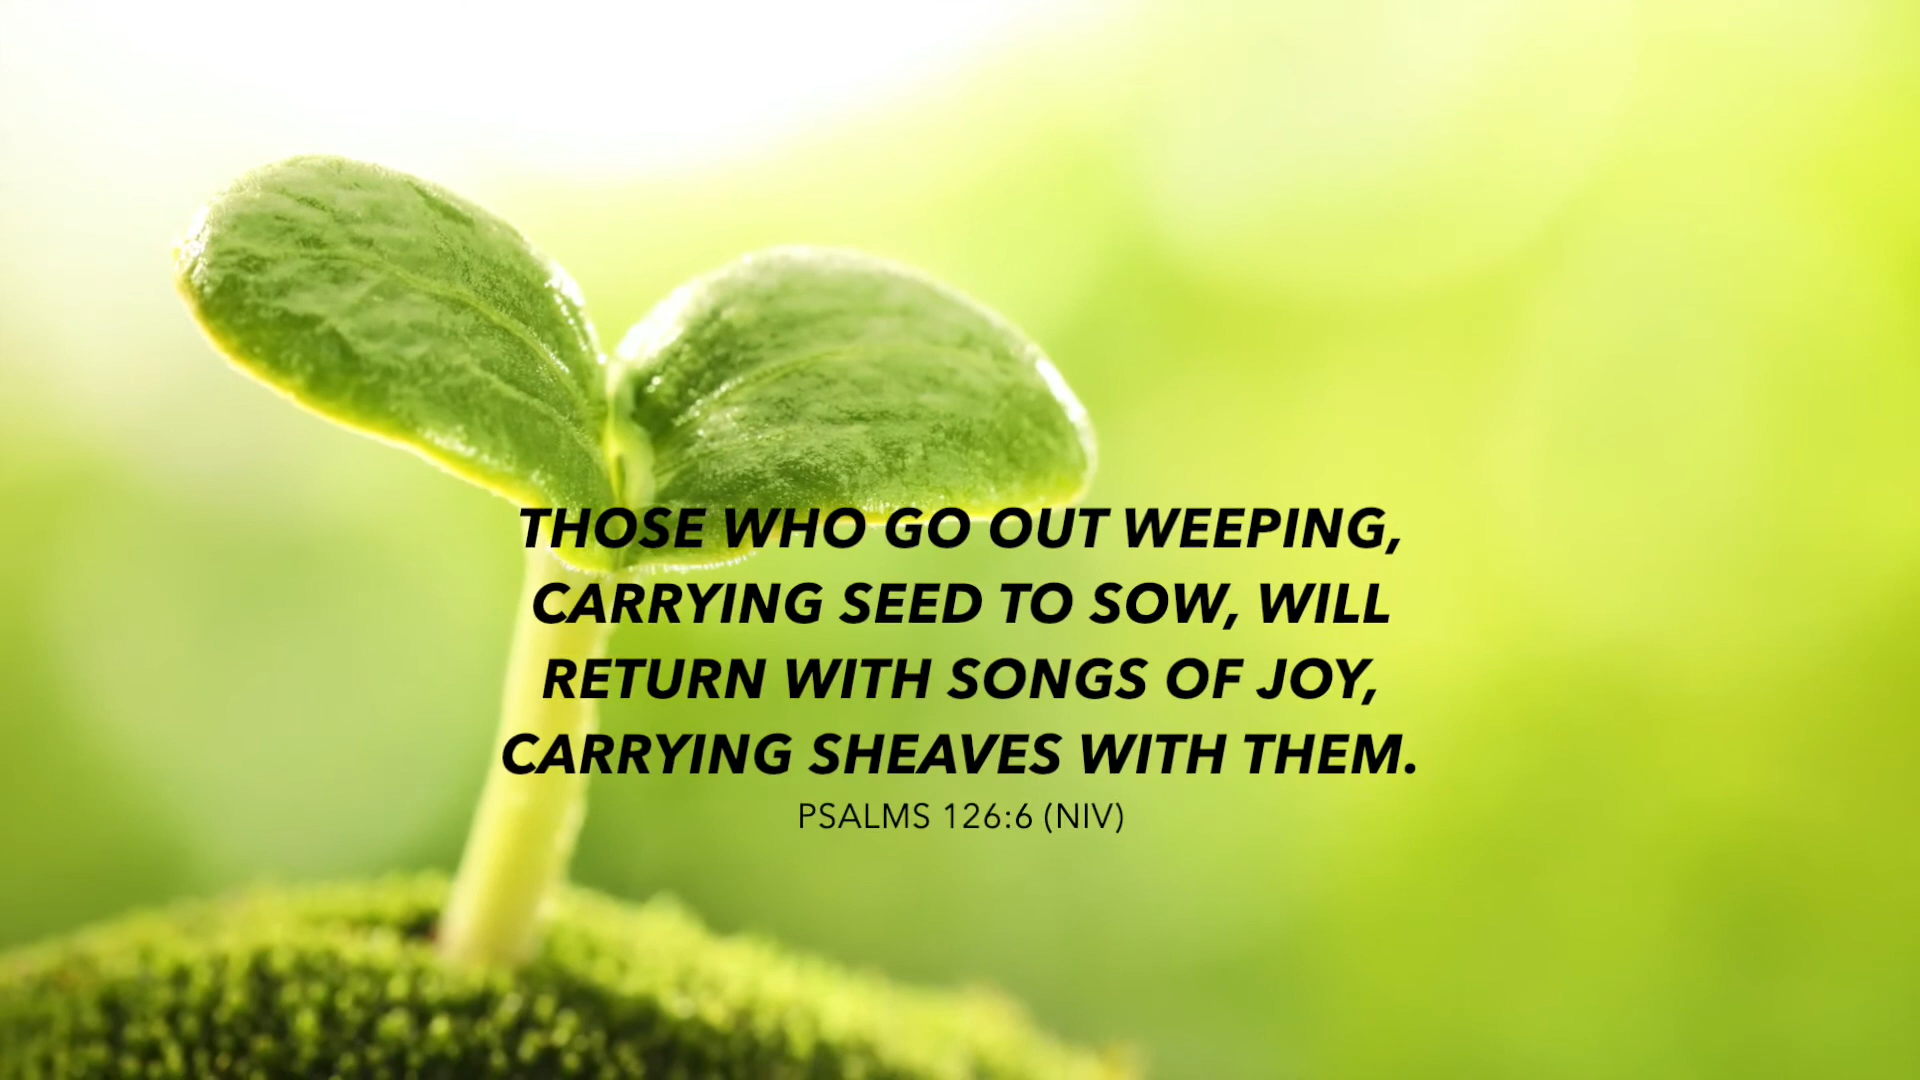 THOSE WHO GO OUT WEEPING,
CARRYING SEED TO SOW, WILL
RETURN WITH SONGS OF JOY,
CARRYING SHEAVES WITH THEM.
PSALMS 126:6 (NIV)